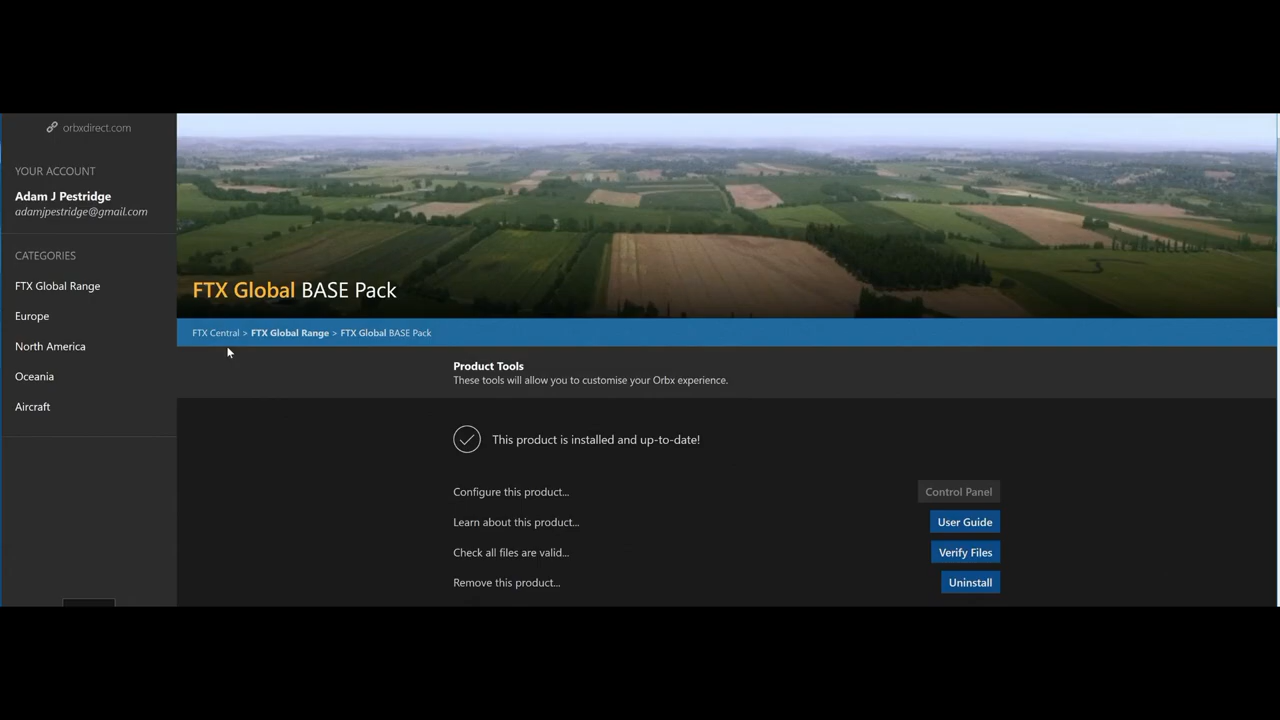 orbxdirect.com
YOUR ACCOUNT
Adam J Pestridge
adamjpestridge@gmail.com
CATEGORIES
FTX Global Range
Europe
North America
Oceania
Aircraft
FTX Global BASE Pack
FTX Central > FTX Global Range > FTX Global BASE Pack
Product Tools
These tools will allow you to customise your Orbx experience.
This product is installed and up-to-date!
Configure this product...
Control Panel
Learn about this product...
User Guide
Check all files are valid...
Verify Files
Remove this product...
Uninstall